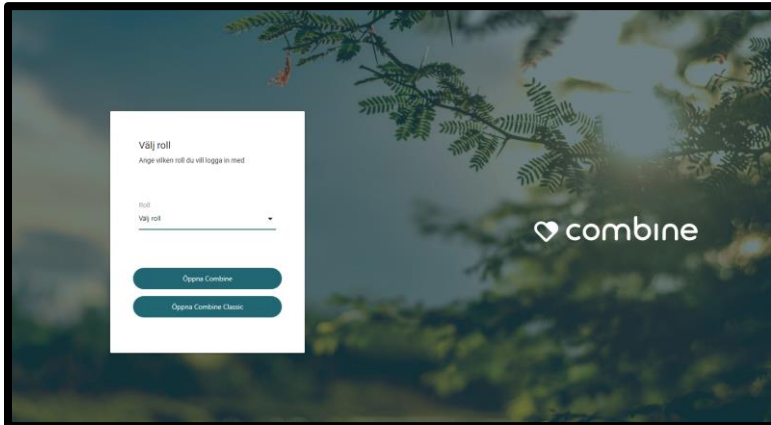 Välj roll
Ange vilken roll du vill logga in med
Roll
Välj roll
Öppna Combine
Öppna Combine Classic
combine